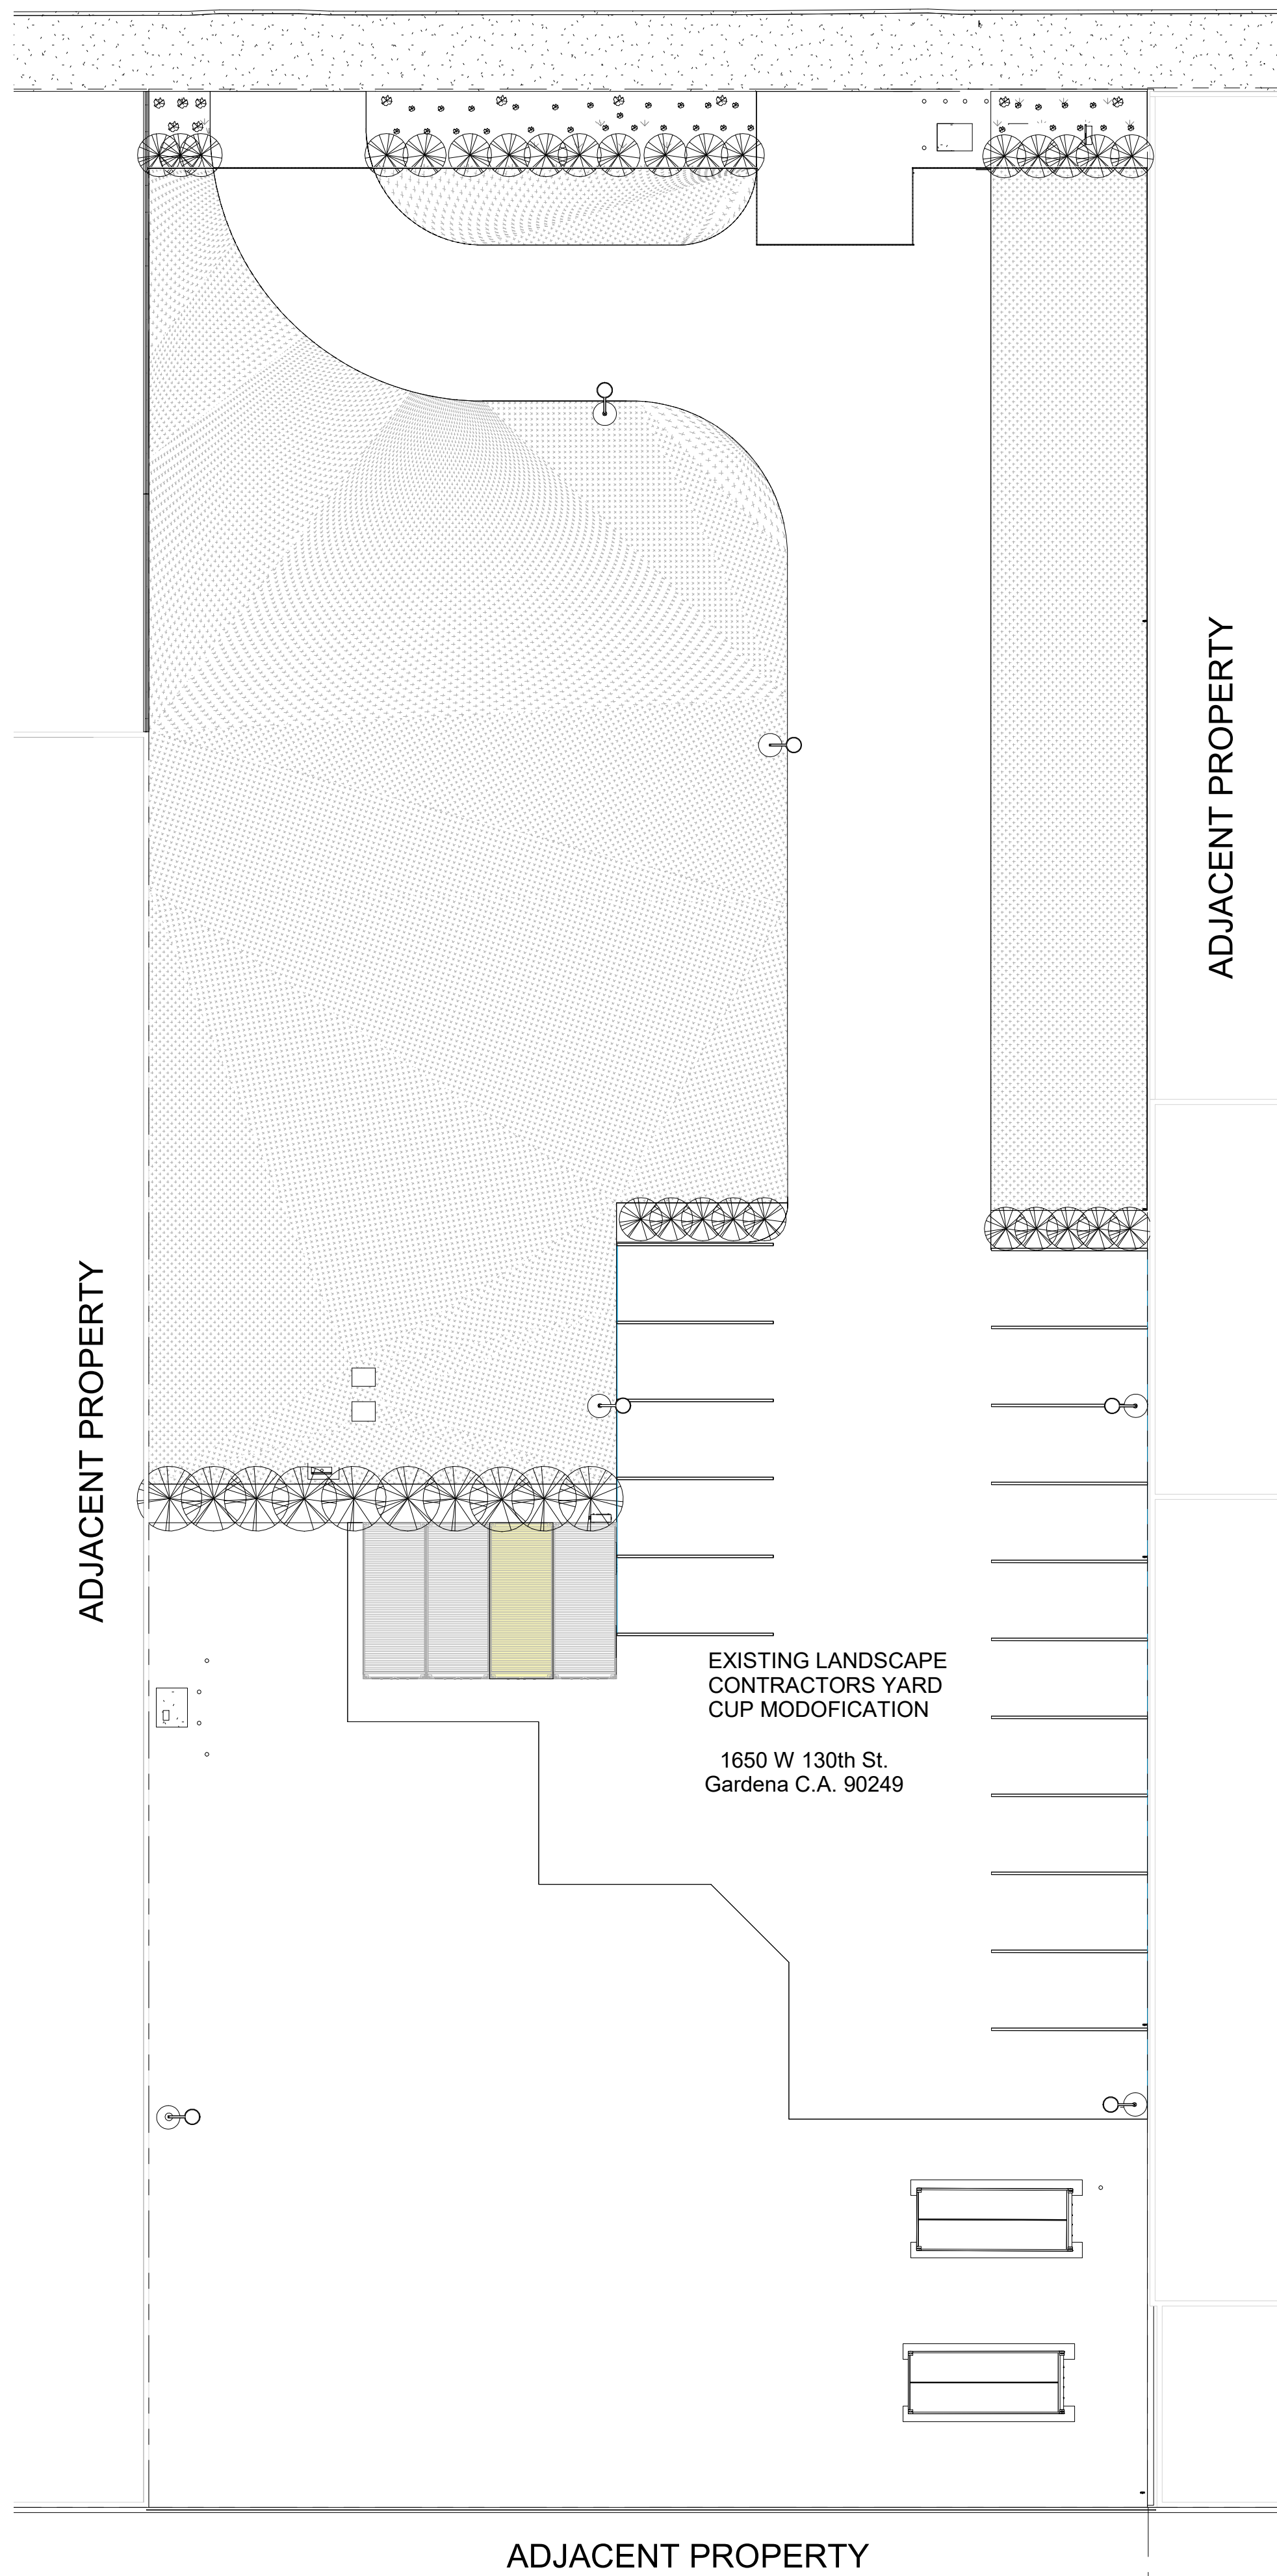 ADJACENT PROPERTY
ADJACENT PROPERTY
EXISTING LANDSCAPE
CONTRACTORS YARD
CUP MODOFICATION
1650 W 130th St.
Gardena C.A. 90249
ADJACENT PROPERTY